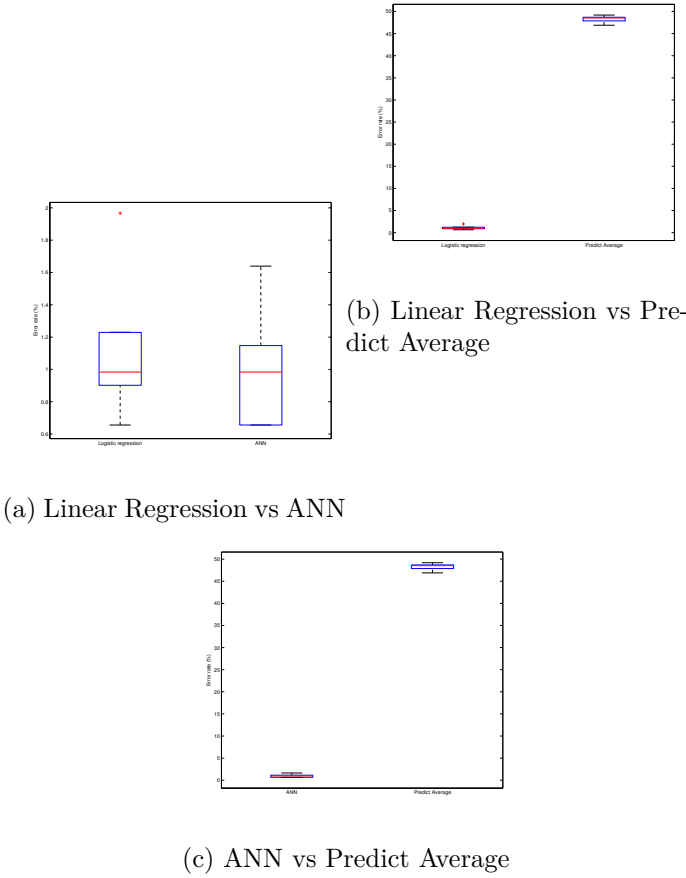 50
45
40
35
30
25
20
15
10
5
0
Error rate (%)
Logistic regression
Predict Average
(b) Linear Regression vs Pre-
dict Average
2
1.8
1.6
1.4
1.2
1
0.8
0.6
Error rate (%)
Logistic regression
ANN
(a) Linear Regression vs ANN
50
45
40
35
30
25
20
15
10
5
0
Error rate (%)
ANN
Predict Average
(c) ANN vs Predict Average